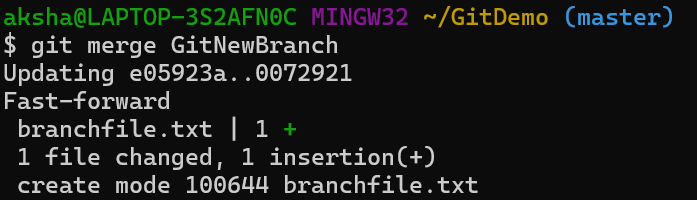 aksha@LAPTOP-3S2AFN0C MINGW32 ~/GitDemo (master)
$ git merge GitNewBranch
Updating e05923a..0072921
Fast-forward
 branchfile.txt | 1 +
 1 file changed, 1 insertion(+)
 create mode 100644 branchfile.txt